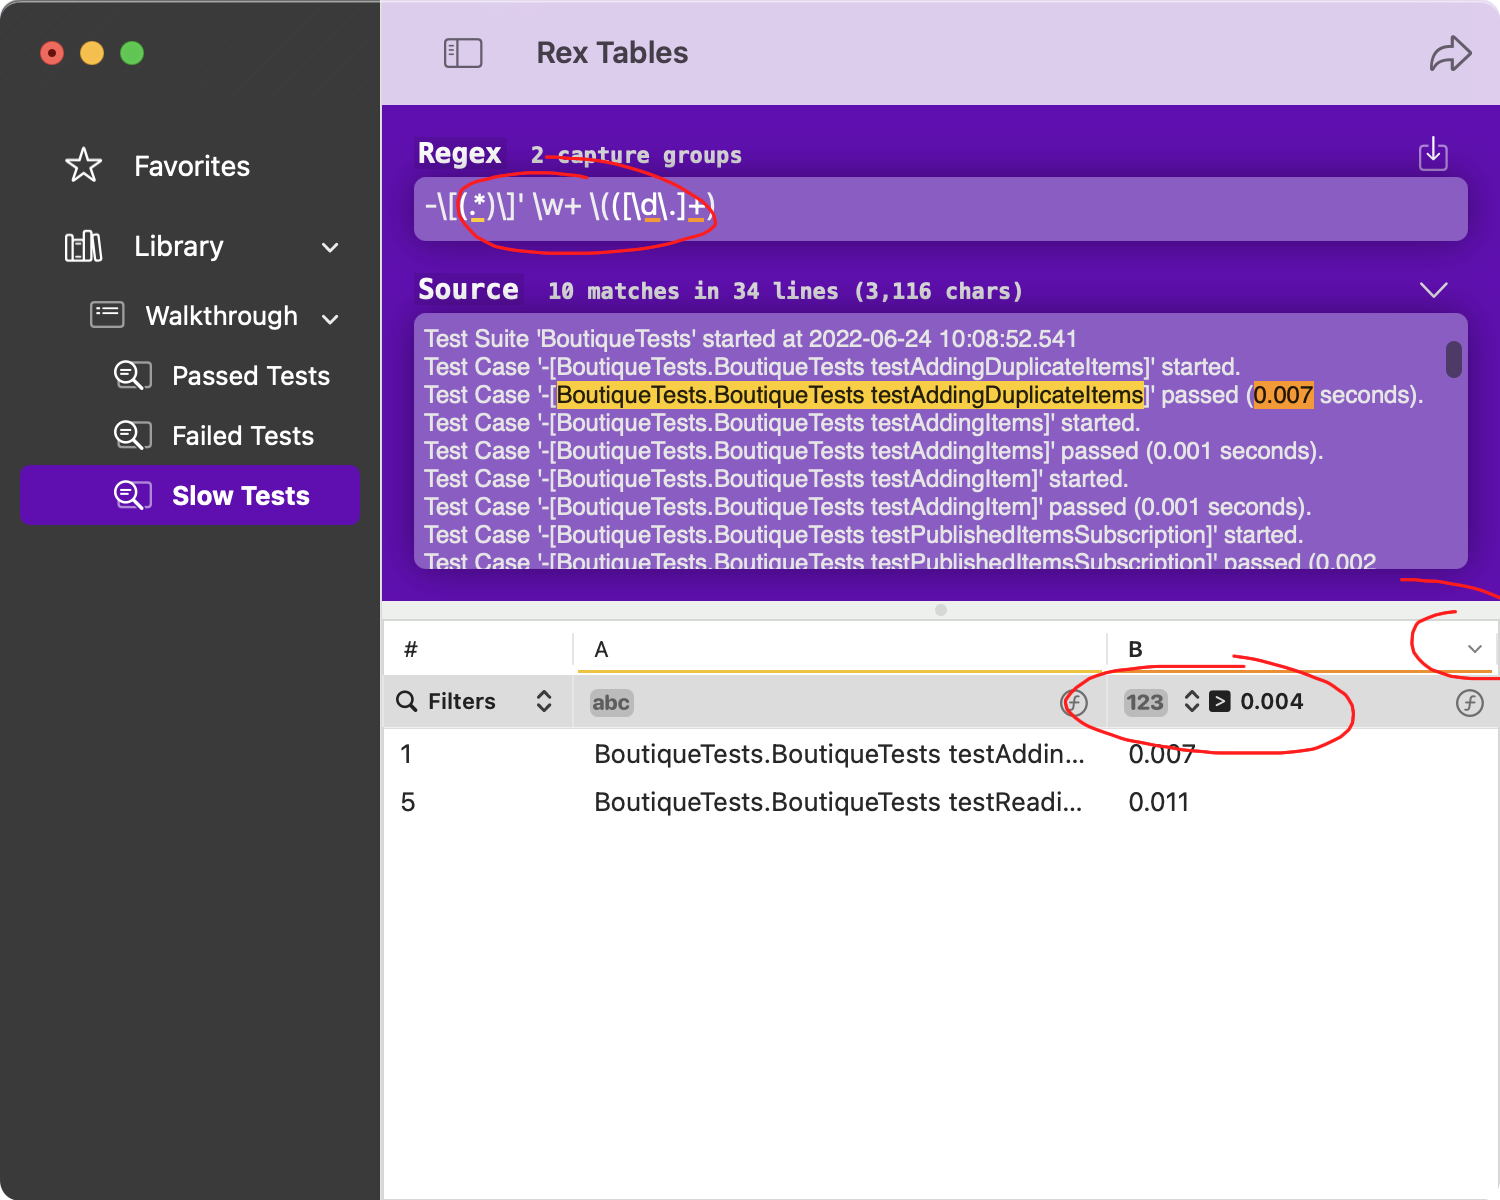 Rex Tables
Favorites
Library
Walkthrough
Passed Tests
Failed Tests
Slow Tests
Regex 2 capture groups
-\[(.*)\]' \w+ \(([\d\.]+)
Source 10 matches in 34 lines (3,116 chars)
Test Suite 'BoutiqueTests' started at 2022-06-24 10:08:52.541
Test Case '-[BoutiqueTests.BoutiqueTests testAddingDuplicateItems]' started.
Test Case '-[BoutiqueTests.BoutiqueTests testAddingDuplicateItems]' passed (0.007 seconds).
Test Case '-[BoutiqueTests.BoutiqueTests testAddingItems]' started.
Test Case '-[BoutiqueTests.BoutiqueTests testAddingItems]' passed (0.001 seconds).
Test Case '-[BoutiqueTests.BoutiqueTests testAddingItem]' started.
Test Case '-[BoutiqueTests.BoutiqueTests testAddingItem]' passed (0.001 seconds).
Test Case '-[BoutiqueTests.BoutiqueTests testPublishedItemsSubscription]' started.
Test Case '-[BoutiqueTests.BoutiqueTests testPublishedItemsSubscription]' passed (0.002
# A B
Filters abc f 123 > 0.004 f
1 BoutiqueTests.BoutiqueTests testAddin... 0.007
5 BoutiqueTests.BoutiqueTests testReadi... 0.011